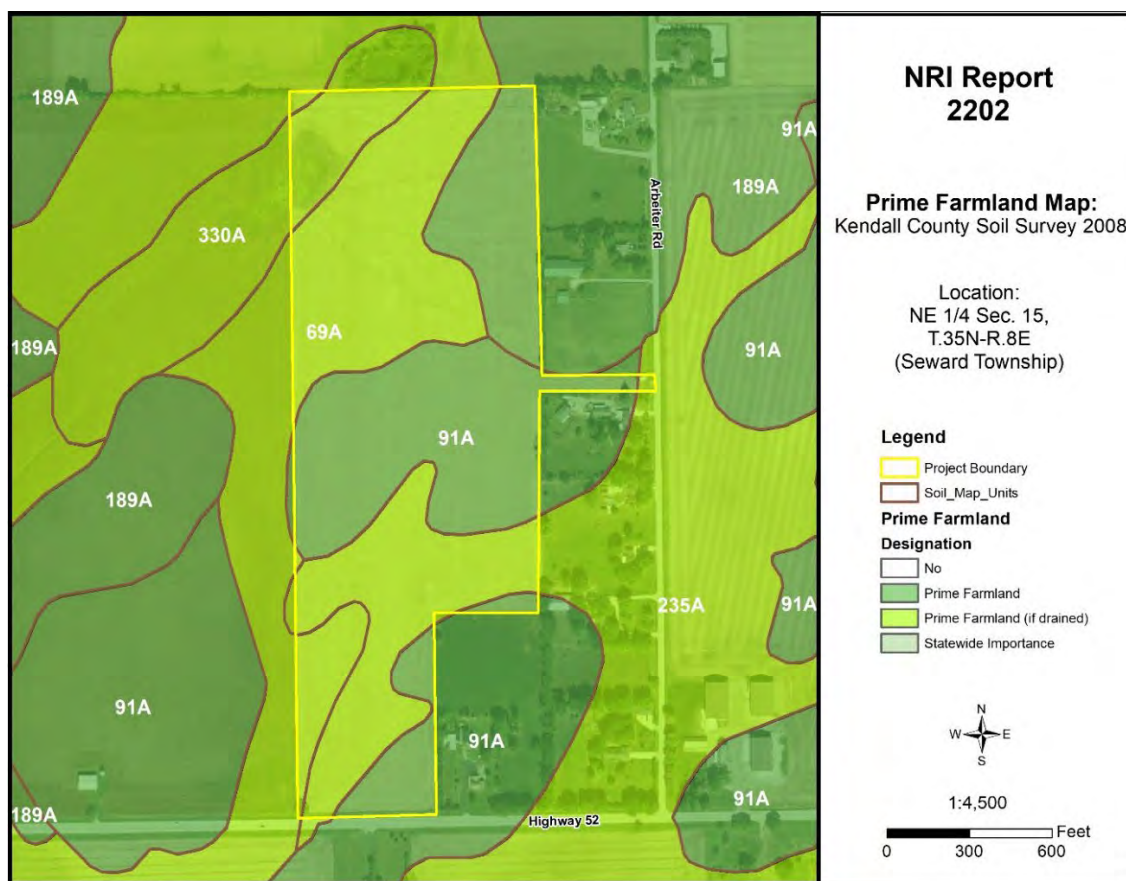 189A
330A
189A
69A
91A
189A
91A
189A
91A
189A
91A
235A
91A
91A
91A
Arbeiter Rd
Highway 52
NRI Report
2202
Prime Farmland Map:
Kendall County Soil Survey 2008
Location:
NE 1/4 Sec. 15,
T.35N-R.8E
(Seward Township)
Legend
Project Boundary
Soil_Map_Units
Prime Farmland
Designation
No
Prime Farmland
Prime Farmland (if drained)
Statewide Importance
N
W E
S
1:4,500
Feet
0 300 600